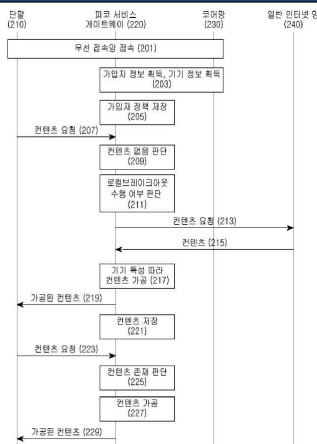 단말
(210)
피코 서비스
게이트웨이 (220)
코어망
(230)
일반 인터넷 망
(240)
무선 접속망 접속 (201)
가입자 정보 획득, 기기 정보 획득
(203)
가입자 정책 저장
(205)
컨텐츠 요청 (207)
컨텐츠 없음 판단
(209)
로컬브레이크아웃
수행 여부 판단
(211)
컨텐츠 요청 (213)
컨텐츠 (215)
기기 특성 따라
컨텐츠 가공 (217)
가공된 컨텐츠 (219)
컨텐츠 저장
(221)
컨텐츠 요청 (223)
컨텐츠 존재 판단
(225)
컨텐츠 가공
(227)
가공된 컨텐츠 (229)